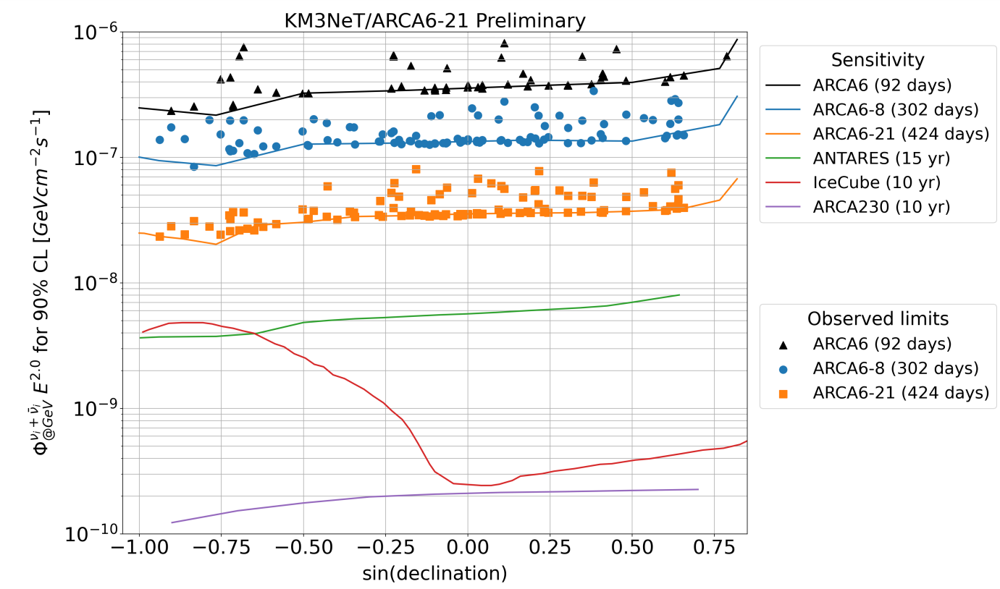 KM3NeT/ARCA6-21 Preliminary
10⁻⁶
10⁻⁷
10⁻⁸
10⁻⁹
10⁻¹⁰
Φ^{ν_i + ν̄_i}_{@GeV} E^{2.0} for 90% CL [GeVcm⁻²s⁻¹]
−1.00 −0.75 −0.50 −0.25 0.00 0.25 0.50 0.75
sin(declination)
Sensitivity
ARCA6 (92 days)
ARCA6-8 (302 days)
ARCA6-21 (424 days)
ANTARES (15 yr)
IceCube (10 yr)
ARCA230 (10 yr)
Observed limits
ARCA6 (92 days)
ARCA6-8 (302 days)
ARCA6-21 (424 days)